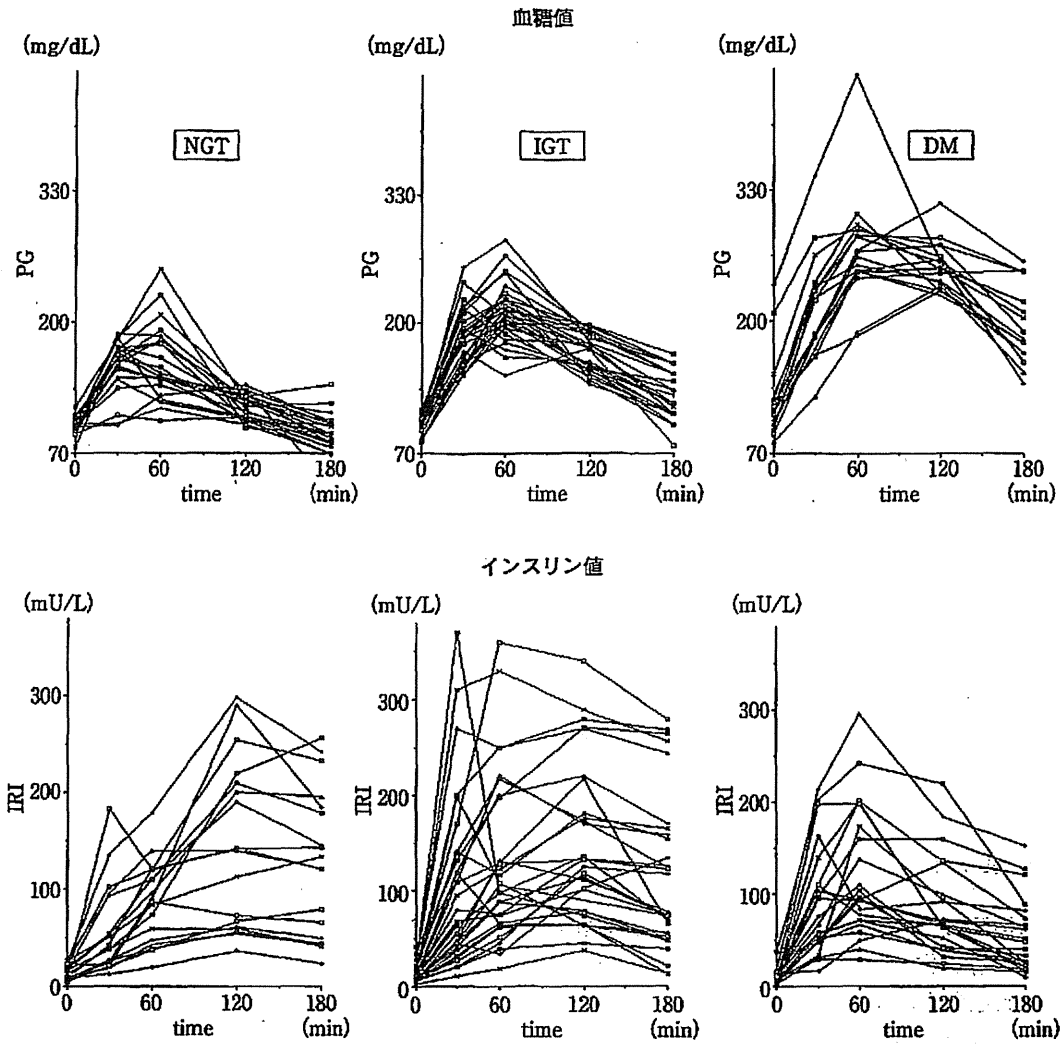 血糖値
(mg/dL) (mg/dL) (mg/dL)
NGT IGT DM
330 330 330
PG PG PG
200 200 200
70 70 70
0 60 120 180 0 60 120 180 0 60 120 180
time (min) time (min) time (min)
インスリン値
(mU/L) (mU/L) (mU/L)
300 300 300
200 200 200
IRI IRI IRI
100 100 100
0 0 0
0 60 120 180 0 60 120 180 0 60 120 180
time (min) time (min) time (min)